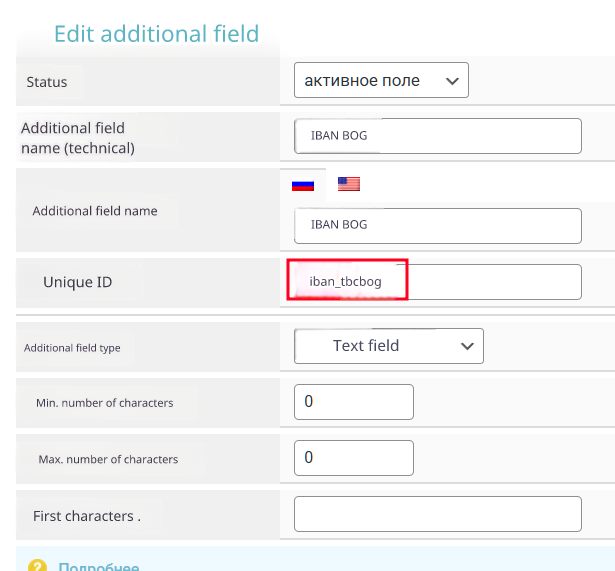 Edit additional field
Status
активное поле
Additional field
name (technical)
IBAN BOG
Additional field name
IBAN BOG
Unique ID
iban_tbcbog
Additional field type
Text field
Min. number of characters
0
Max. number of characters
0
First characters .
Подробнее